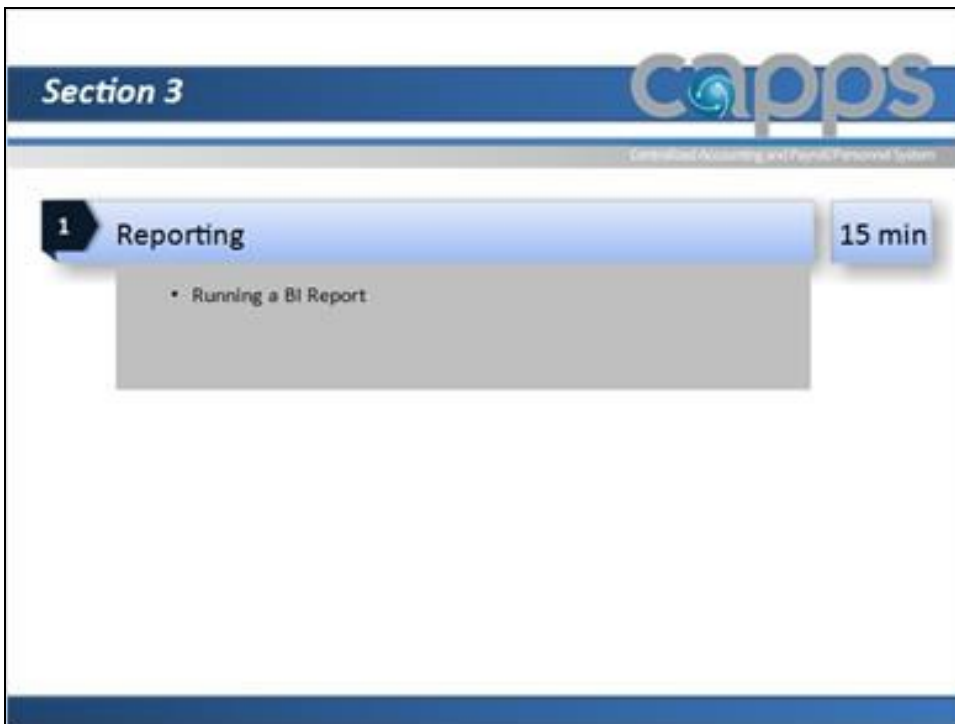 Section 3
capps
Centralized Accounting and Payroll/Personnel System
1
Reporting
15 min
• Running a BI Report